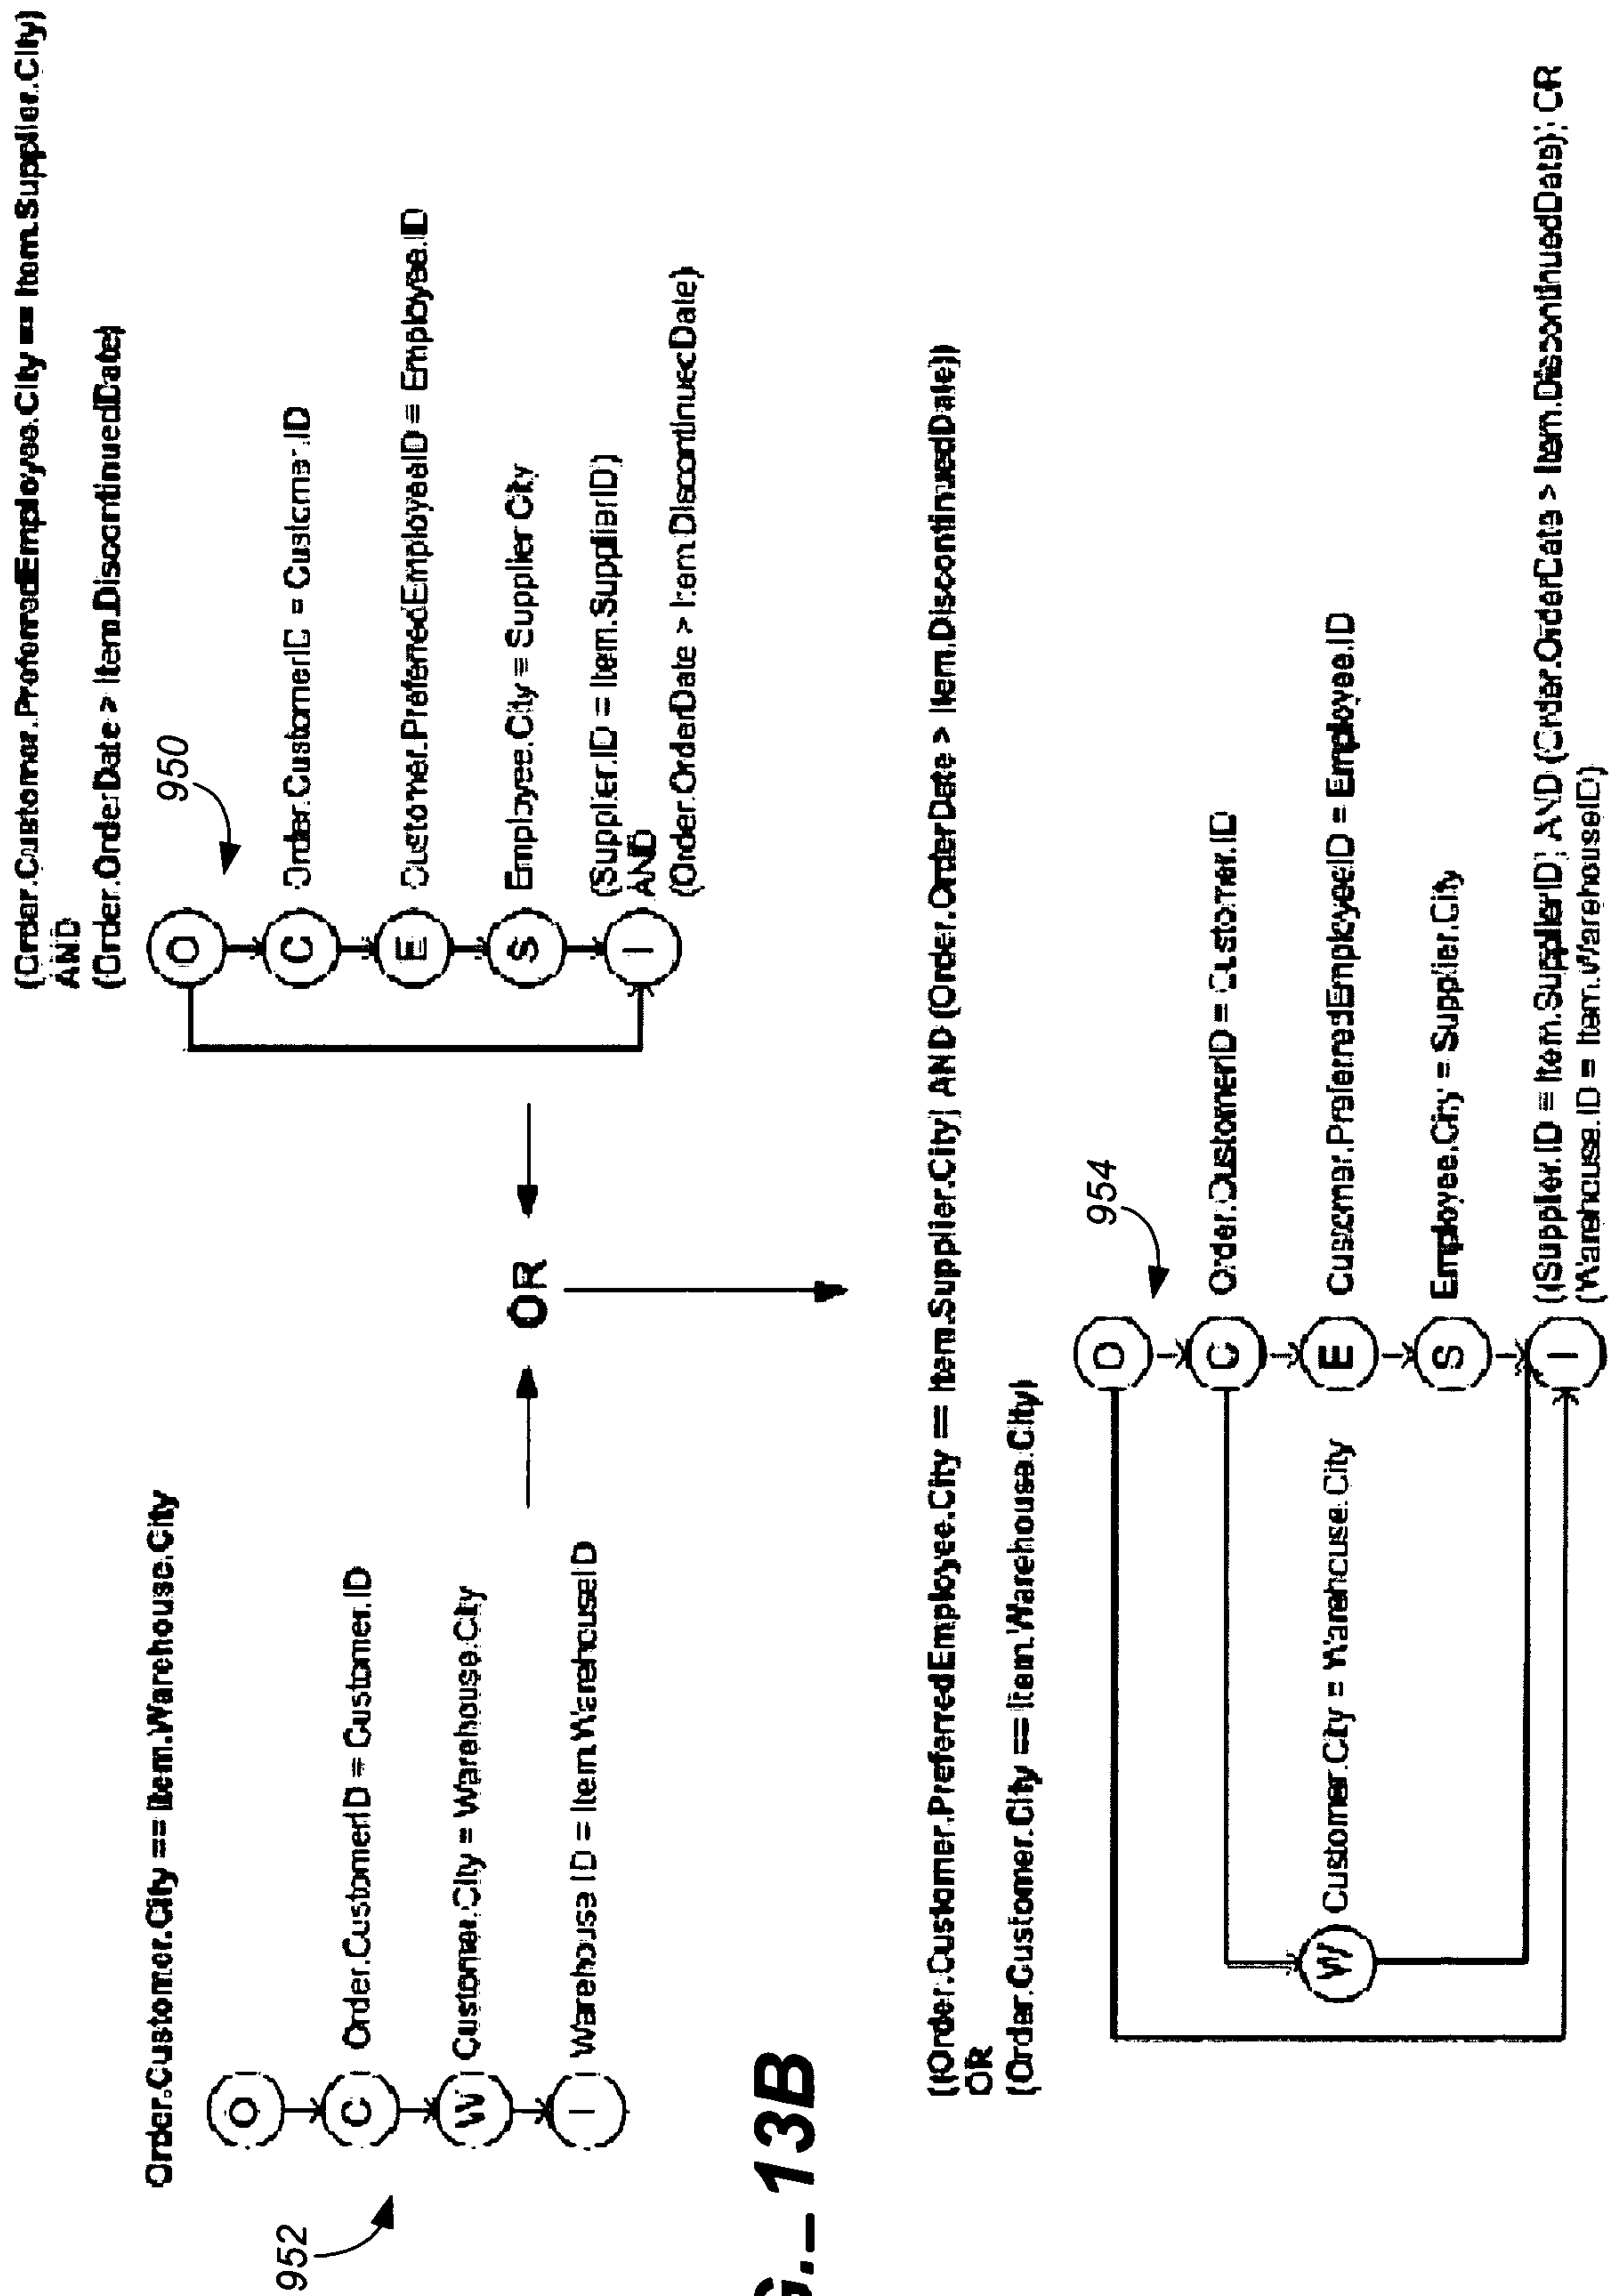 Order.Customer.City == Item.Warehouse.City
952
O
C
Order.CustomerID = Customer.ID
W
Customer.City = Warehouse.City
I
Warehouse.ID = Item.WarehouseID
OR
(Order.Customer.PreferredEmployee.City == Item.Supplier.City)
AND
(Order.OrderDate > Item.DiscontinuedDate)
950
O
C
Order.CustomerID = Customer.ID
E
Customer.PreferredEmployeeID = Employee.ID
S
Employee.City = Supplier.City
I
(Supplier.ID = Item.SupplierID)
AND
(Order.OrderDate > Item.DiscontinuedDate)
G._ 13B
((Order.Customer.PreferredEmployee.City == Item.Supplier.City) AND (Order.OrderDate > Item.DiscontinuedDate))
OR
(Order.Customer.City == Item.Warehouse.City)
954
O
C
Order.CustomerID = Customer.ID
W
Customer.City = Warehouse.City
E
Customer.PreferredEmployeeID = Employee.ID
S
Employee.City = Supplier.City
I
((Supplier.ID = Item.SupplierID) AND (Order.OrderDate > Item.DiscontinuedDate)) OR
(Warehouse.ID = Item.WarehouseID)